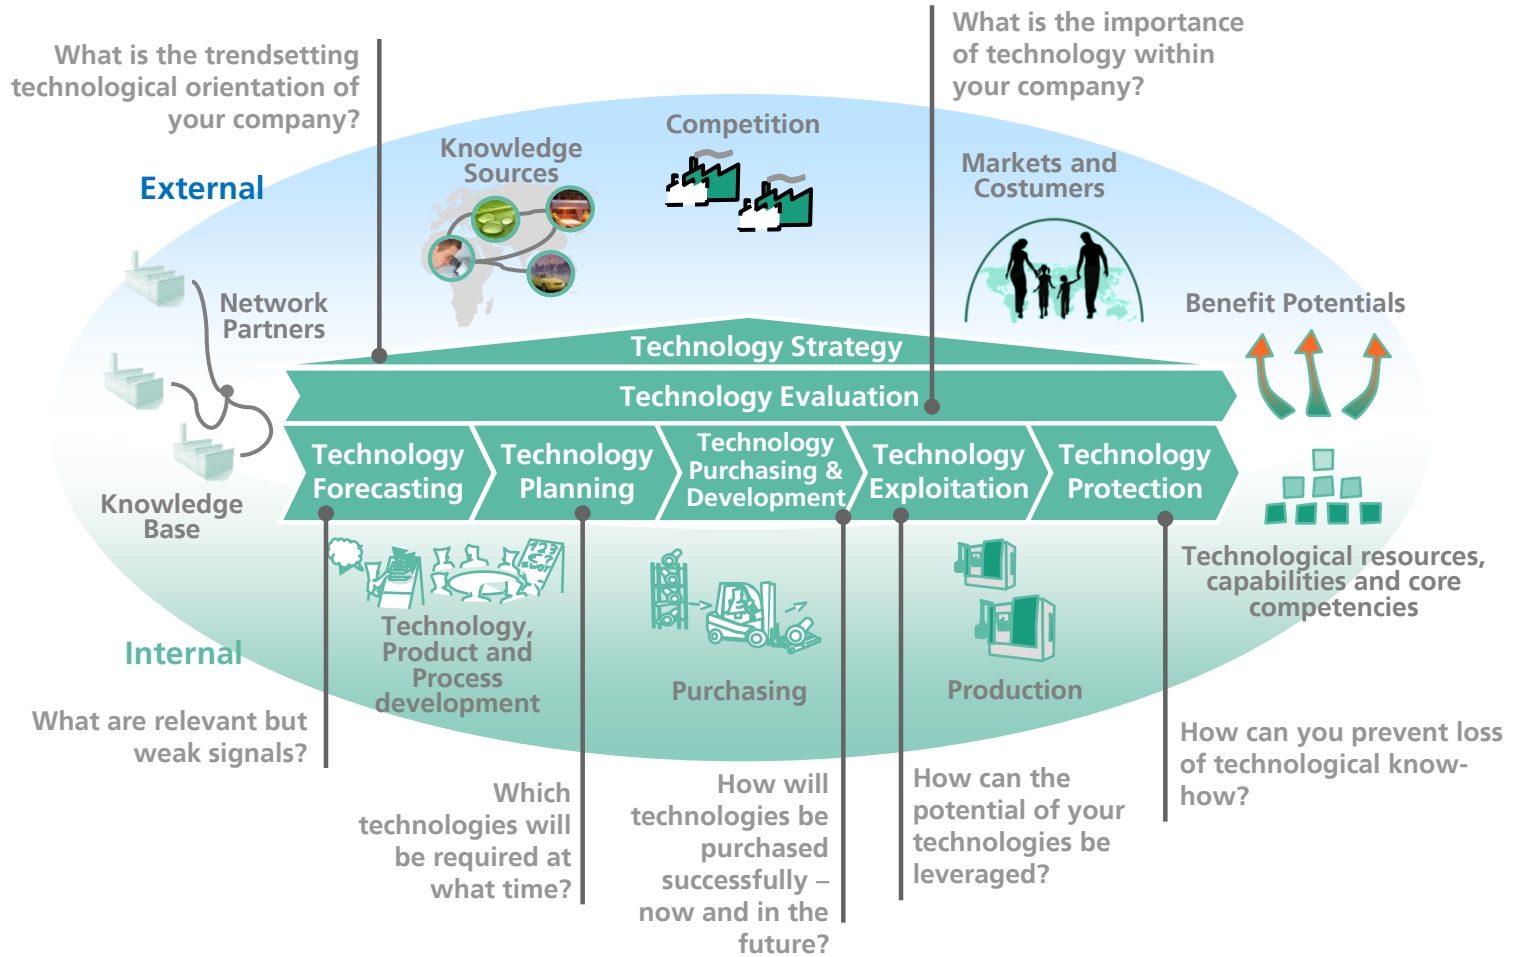 What is the trendsetting
technological orientation of
your company?
What is the importance
of technology within
your company?
External
Knowledge
Sources
Competition
Markets and
Costumers
Network
Partners
Benefit Potentials
Technology Strategy
Technology Evaluation
Technology
Forecasting
Technology
Planning
Technology
Purchasing &
Development
Technology
Exploitation
Technology
Protection
Knowledge
Base
Technological resources,
capabilities and core
competencies
Internal
Technology,
Product and
Process
development
Purchasing
Production
What are relevant but
weak signals?
Which
technologies will
be required at
what time?
How will
technologies be
purchased
successfully –
now and in the
future?
How can the
potential of your
technologies be
leveraged?
How can you prevent loss
of technological know-
how?